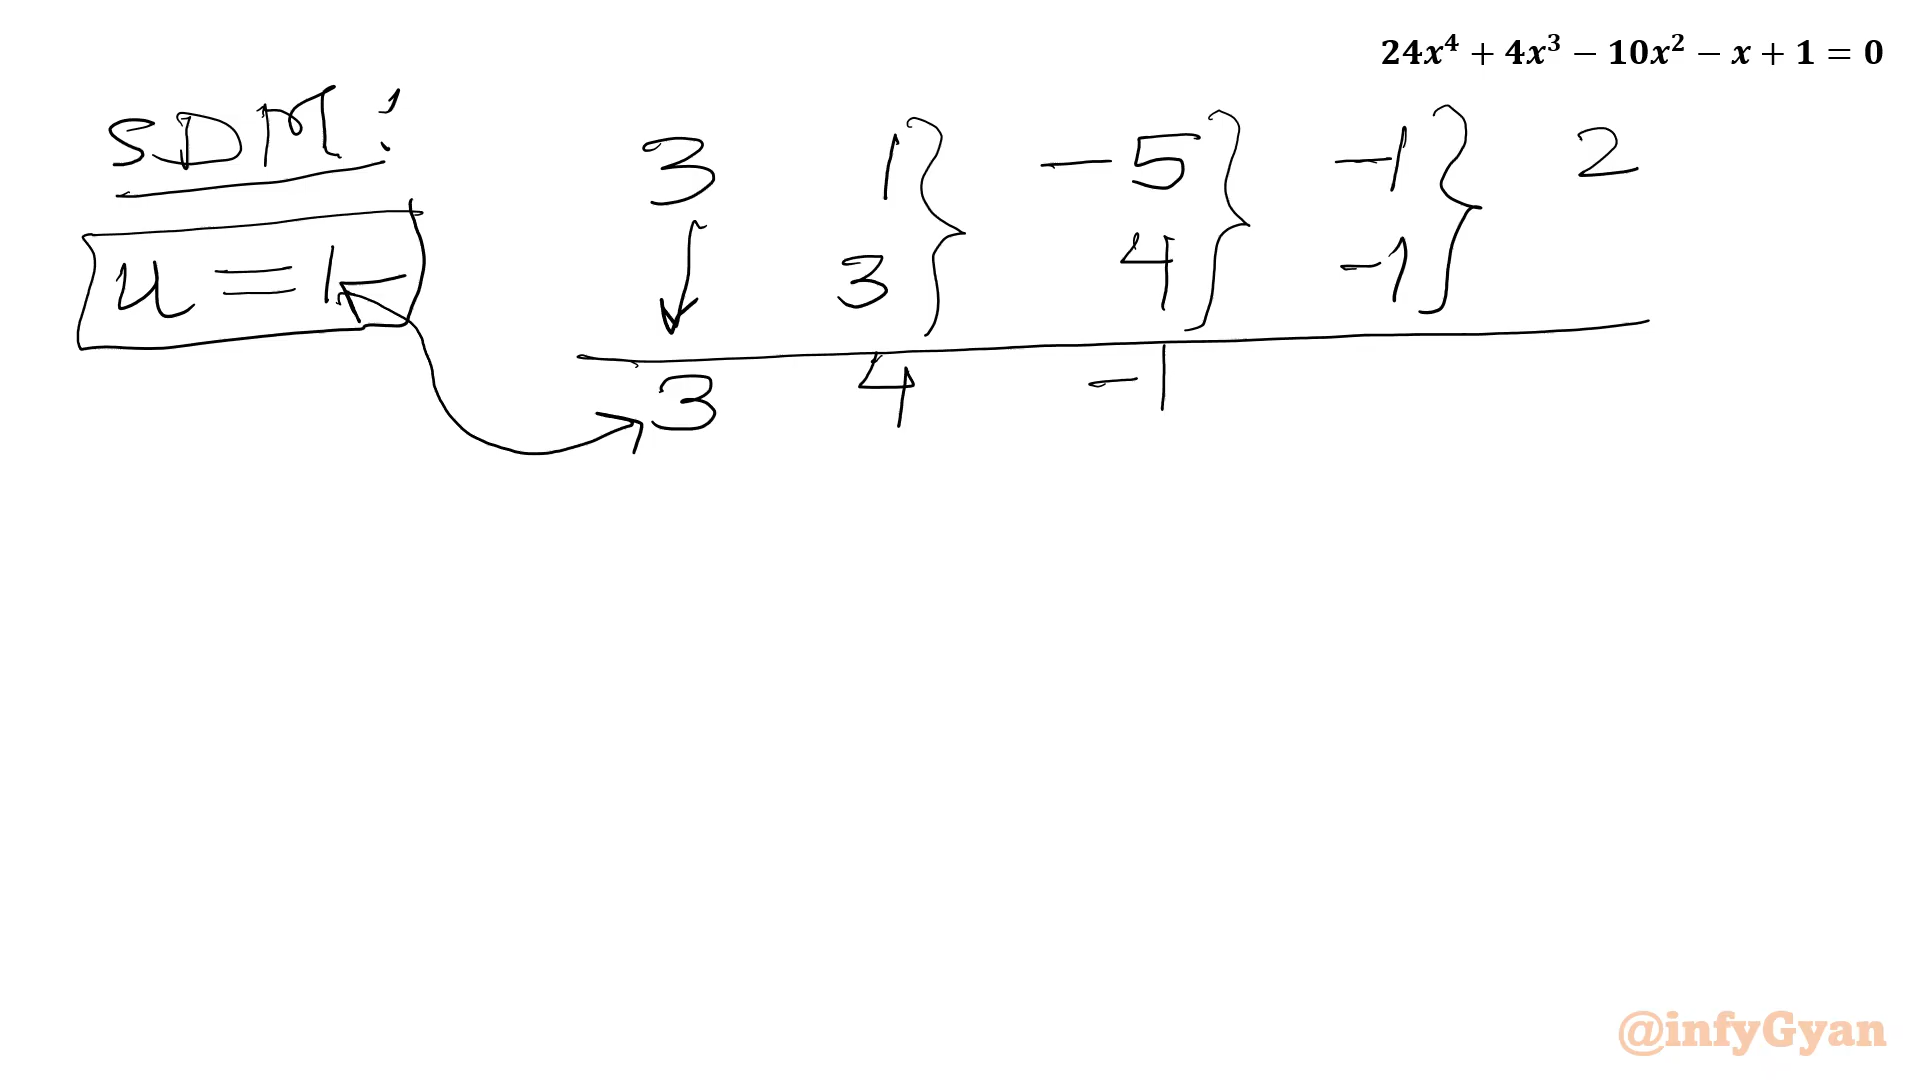 24x⁴ + 4x³ − 10x² − x + 1 = 0
SDM:
3 1 } −5 } −1 } 2
u = 1
3 4 −1
3 4 −1
@infyGyan